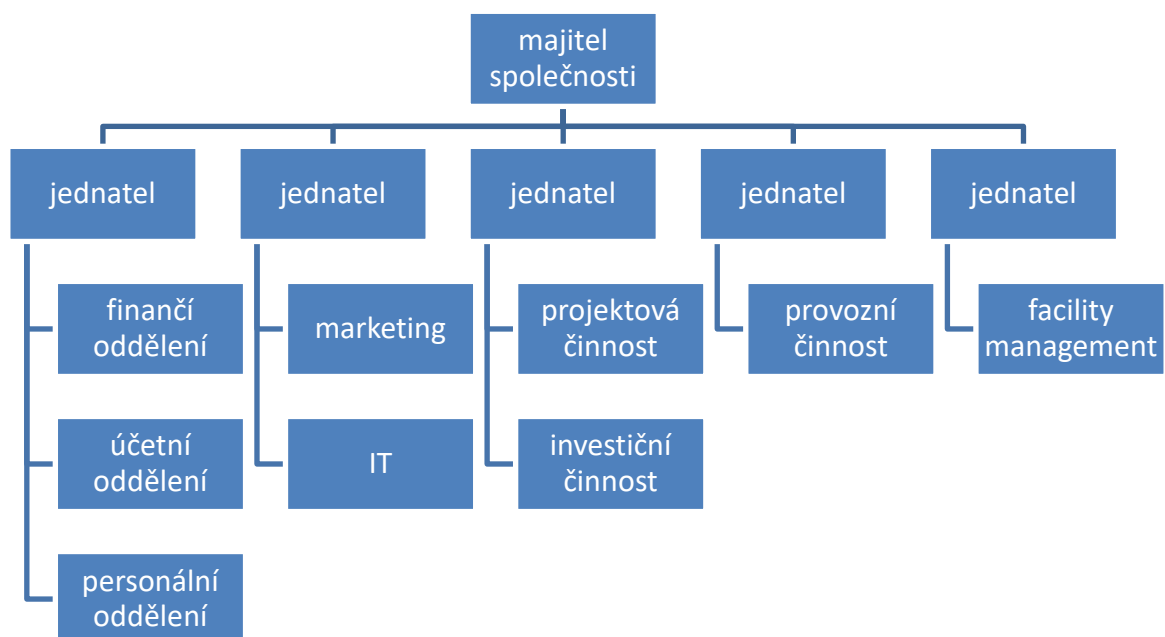 majitel
společnosti
jednatel
jednatel
jednatel
jednatel
jednatel
finančí
oddělení
marketing
projektová
činnost
provozní
činnost
facility
management
účetní
oddělení
IT
investiční
činnost
personální
oddělení